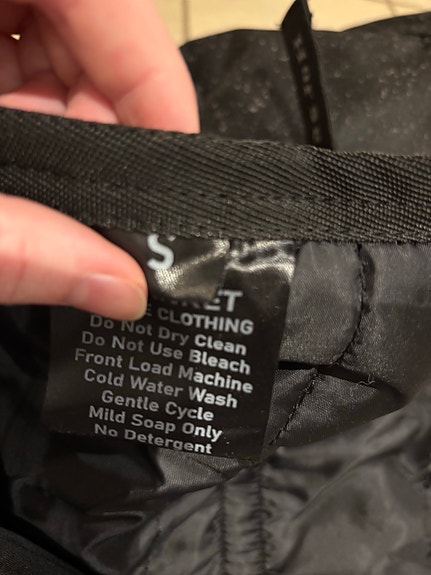 S
KET
CLOTHING
Do Not Dry Clean
Do Not Use Bleach
Front Load Machine
Cold Water Wash
Gentle Cycle
Mild Soap Only
No Detergent